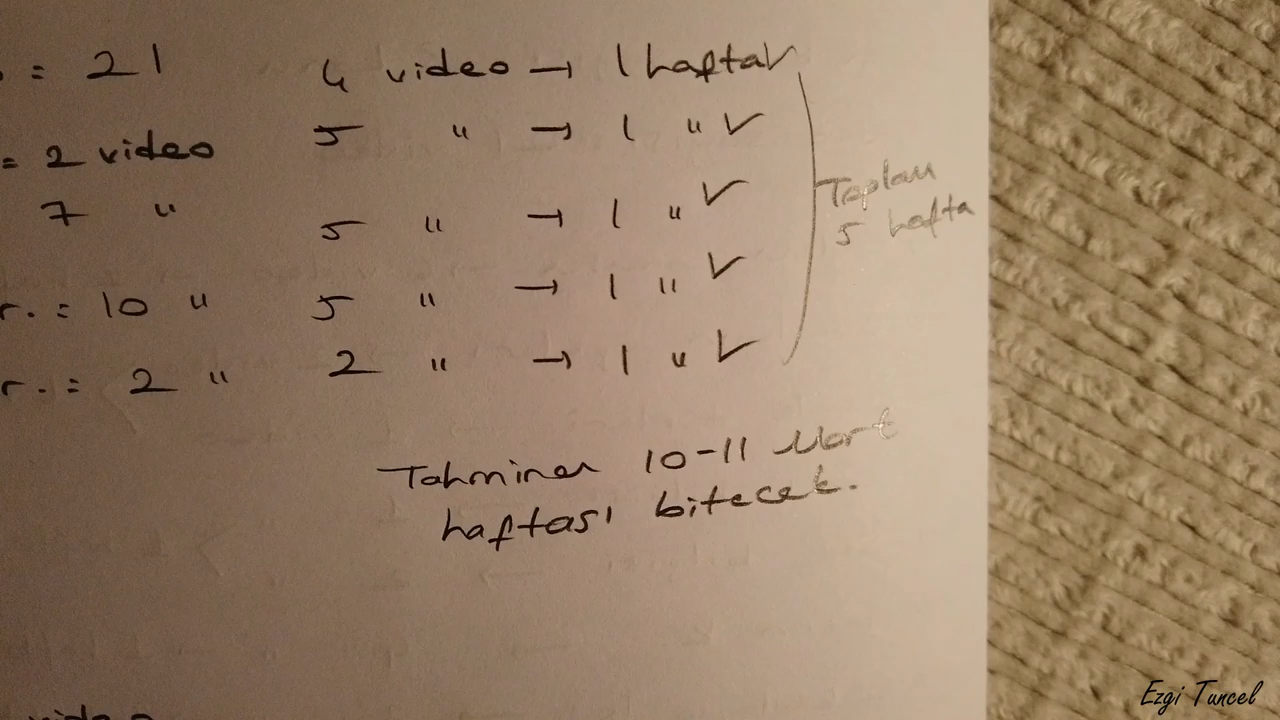 = 21
= 2 video
7 "
r. = 10 "
r. = 2 "
4 video → 1 hafta ✓
5 " → 1 " ✓
5 " → 1 " ✓
5 " → 1 " ✓
2 " → 1 " ✓
Toplam
5 hafta
Tahminen 10-11 Mart
haftası bitecek.
video
Ezgi Tuncel